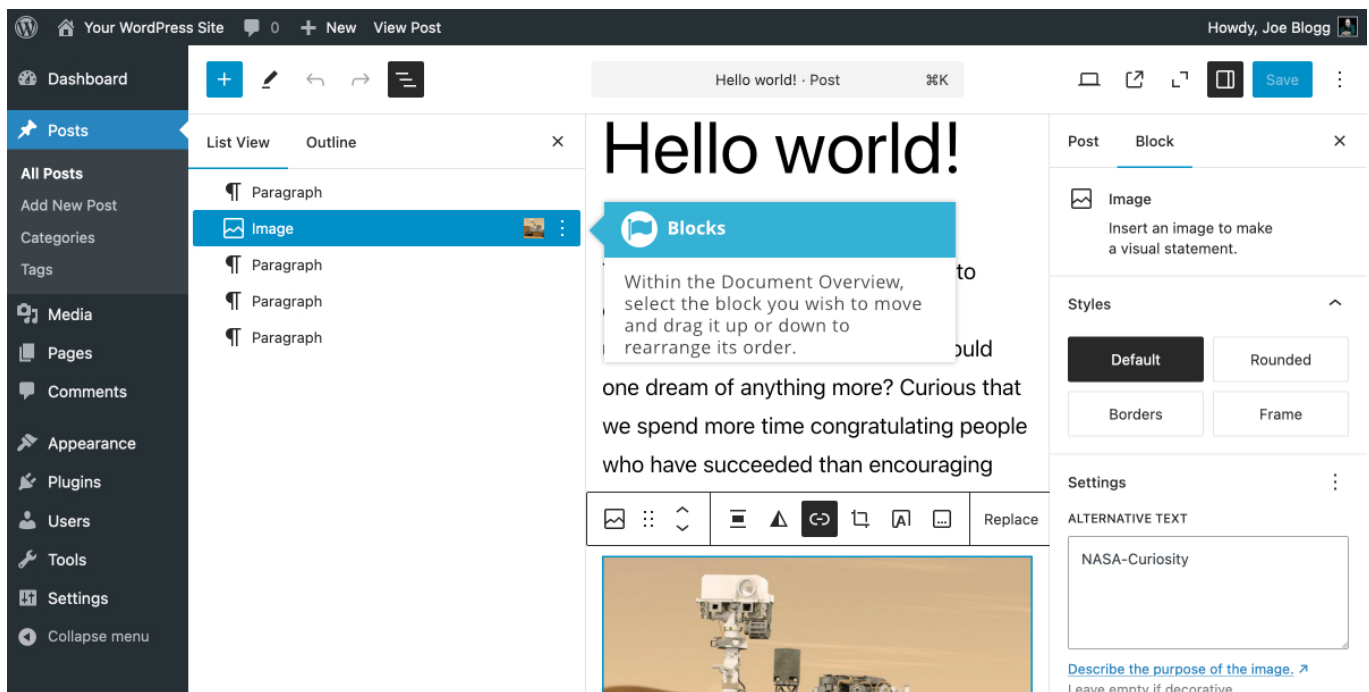 Your WordPress Site 0 New View Post Howdy, Joe Blogg
Dashboard
Posts
All Posts
Add New Post
Categories
Tags
Media
Pages
Comments
Appearance
Plugins
Users
Tools
Settings
Collapse menu
Hello world! · Post ⌘K
Save
List View Outline
Paragraph
Image
Paragraph
Paragraph
Paragraph
Hello world!
Blocks
Within the Document Overview,
select the block you wish to move
and drag it up or down to
rearrange its order.
to
one dream of anything more? Curious that
we spend more time congratulating people
who have succeeded than encouraging
Replace
Post Block
Image
Insert an image to make
a visual statement.
Styles
Default Rounded
Borders Frame
Settings
ALTERNATIVE TEXT
NASA-Curiosity
Describe the purpose of the image.
Leave empty if decorative.